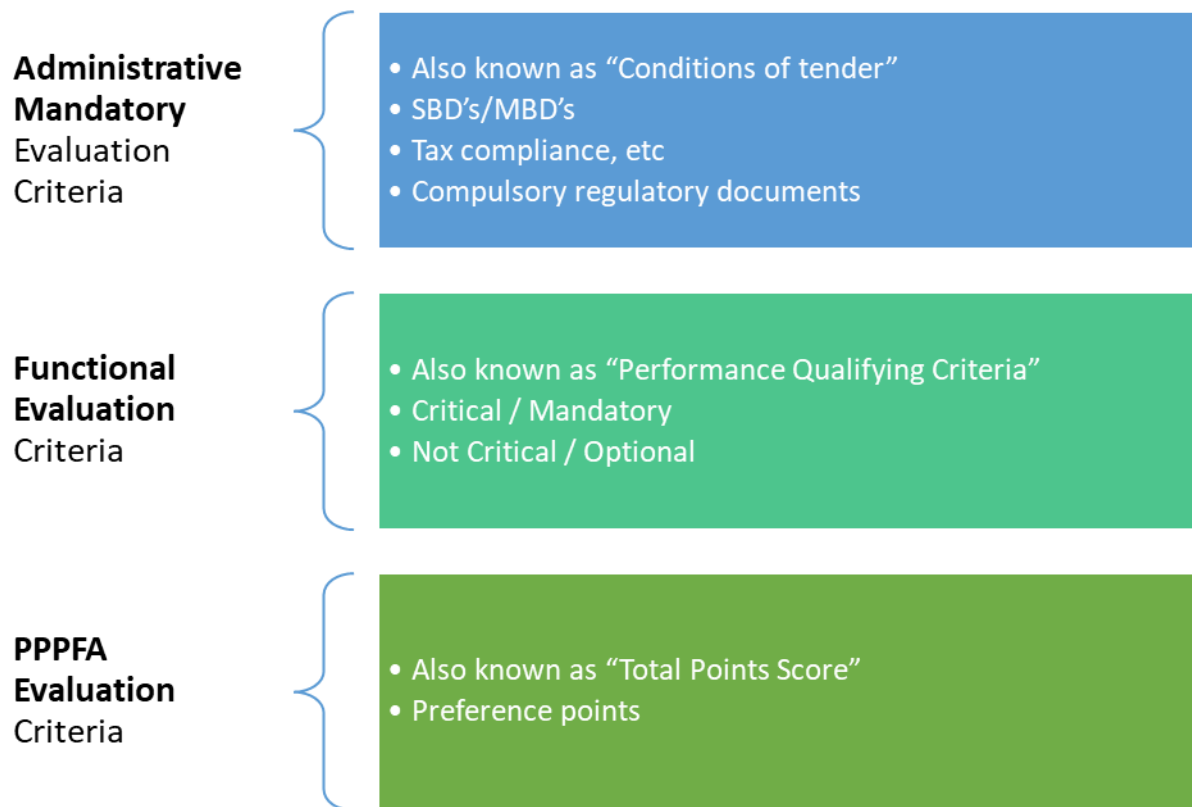 Administrative
Mandatory
Evaluation
Criteria
• Also known as “Conditions of tender”
• SBD’s/MBD’s
• Tax compliance, etc
• Compulsory regulatory documents
Functional
Evaluation
Criteria
• Also known as “Performance Qualifying Criteria”
• Critical / Mandatory
• Not Critical / Optional
PPPFA
Evaluation
Criteria
• Also known as “Total Points Score”
• Preference points